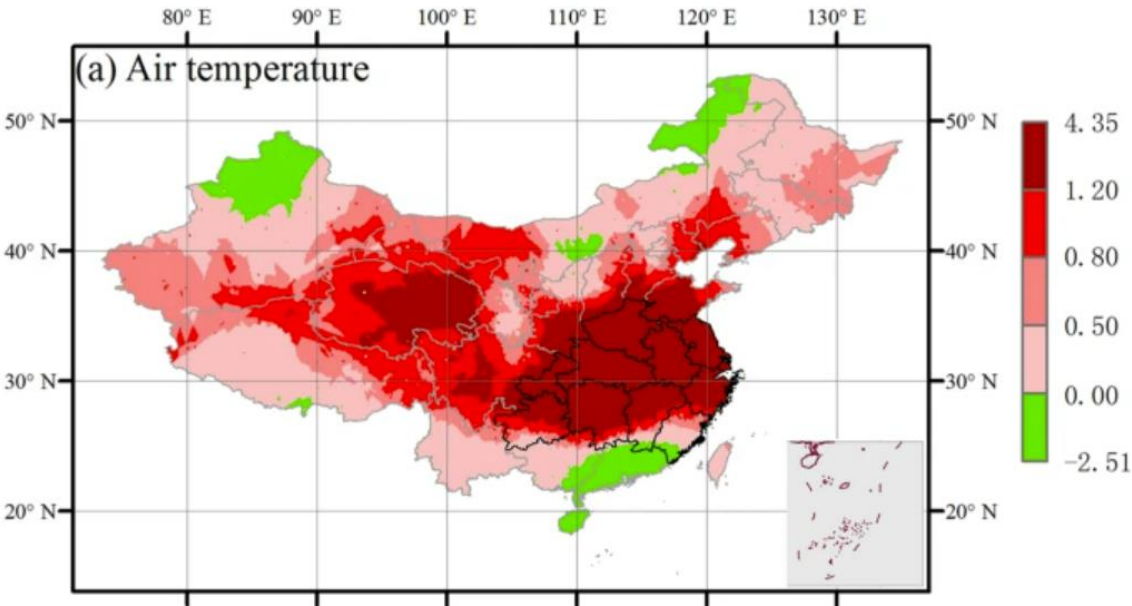 80° E 90° E 100° E 110° E 120° E 130° E
(a) Air temperature
50° N 50° N
40° N 40° N
30° N 30° N
20° N 20° N
4.35
1.20
0.80
0.50
0.00
-2.51